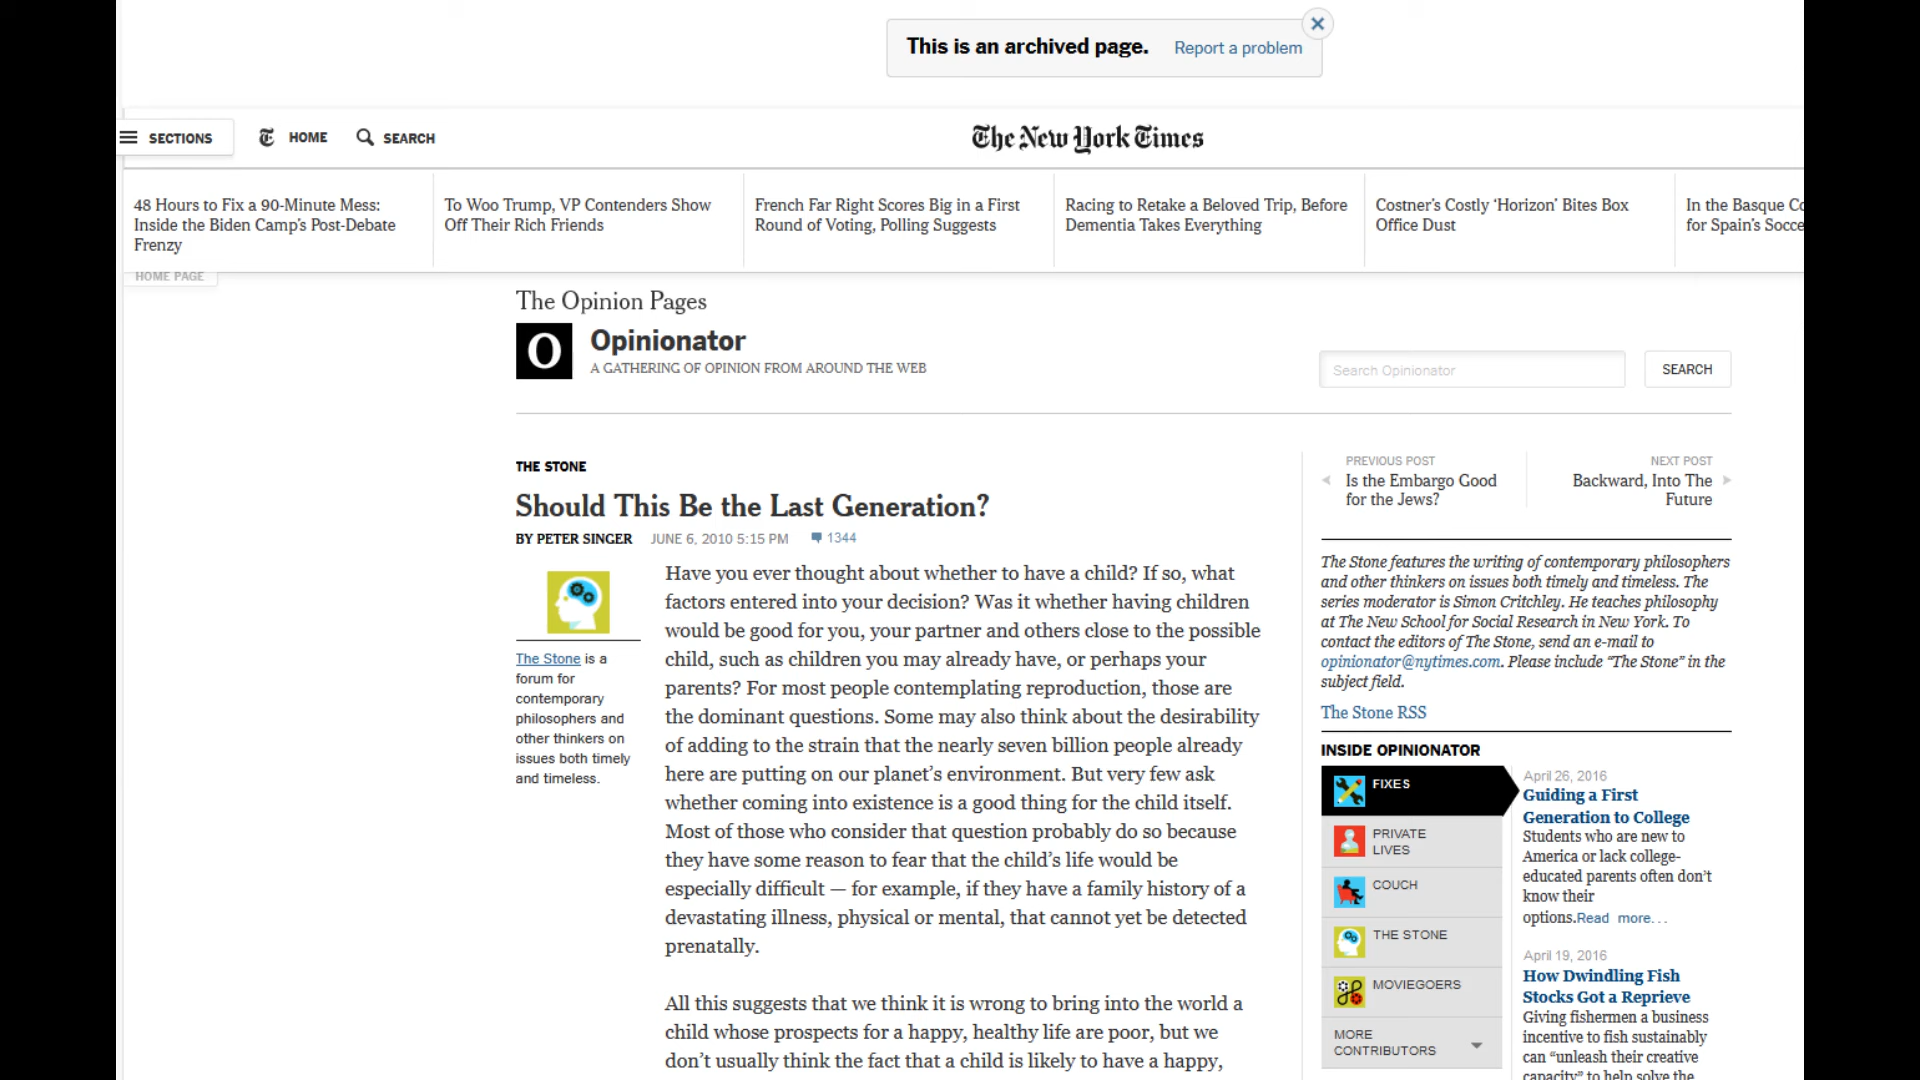 This is an archived page. Report a problem
SECTIONS HOME SEARCH
The New York Times
48 Hours to Fix a 90-Minute Mess:
Inside the Biden Camp's Post-Debate
Frenzy
To Woo Trump, VP Contenders Show
Off Their Rich Friends
French Far Right Scores Big in a First
Round of Voting, Polling Suggests
Racing to Retake a Beloved Trip, Before
Dementia Takes Everything
Costner's Costly ‘Horizon’ Bites Box
Office Dust
In the Basque
for Spain's
HOME PAGE
The Opinion Pages
O
Opinionator
A GATHERING OF OPINION FROM AROUND THE WEB
Search Opinionator
SEARCH
THE STONE
Should This Be the Last Generation?
BY PETER SINGER JUNE 6, 2010 5:15 PM 1344
The Stone is a
forum for
contemporary
philosophers and
other thinkers on
issues both timely
and timeless.
Have you ever thought about whether to have a child? If so, what
factors entered into your decision? Was it whether having children
would be good for you, your partner and others close to the possible
child, such as children you may already have, or perhaps your
parents? For most people contemplating reproduction, those are
the dominant questions. Some may also think about the desirability
of adding to the strain that the nearly seven billion people already
here are putting on our planet's environment. But very few ask
whether coming into existence is a good thing for the child itself.
Most of those who consider that question probably do so because
they have some reason to fear that the child's life would be
especially difficult — for example, if they have a family history of a
devastating illness, physical or mental, that cannot yet be detected
prenatally.
All this suggests that we think it is wrong to bring into the world a
child whose prospects for a happy, healthy life are poor, but we
don't usually think the fact that a child is likely to have a happy,
PREVIOUS POST
Is the Embargo Good
for the Jews?
NEXT POST
Backward, Into The
Future
The Stone features the writing of contemporary philosophers
and other thinkers on issues both timely and timeless. The
series moderator is Simon Critchley. He teaches philosophy
at The New School for Social Research in New York. To
contact the editors of The Stone, send an e-mail to
opinionator@nytimes.com. Please include "The Stone" in the
subject field.
The Stone RSS
INSIDE OPINIONATOR
FIXES
PRIVATE
LIVES
COUCH
THE STONE
MOVIEGOERS
MORE
CONTRIBUTORS
April 26, 2016
Guiding a First
Generation to College
Students who are new to
America or lack college-
educated parents often don't
know their
options.Read more...
April 19, 2016
How Dwindling Fish
Stocks Got a Reprieve
Giving fishermen a business
incentive to fish sustainably
can “unleash their creative
capacity” to help solve the